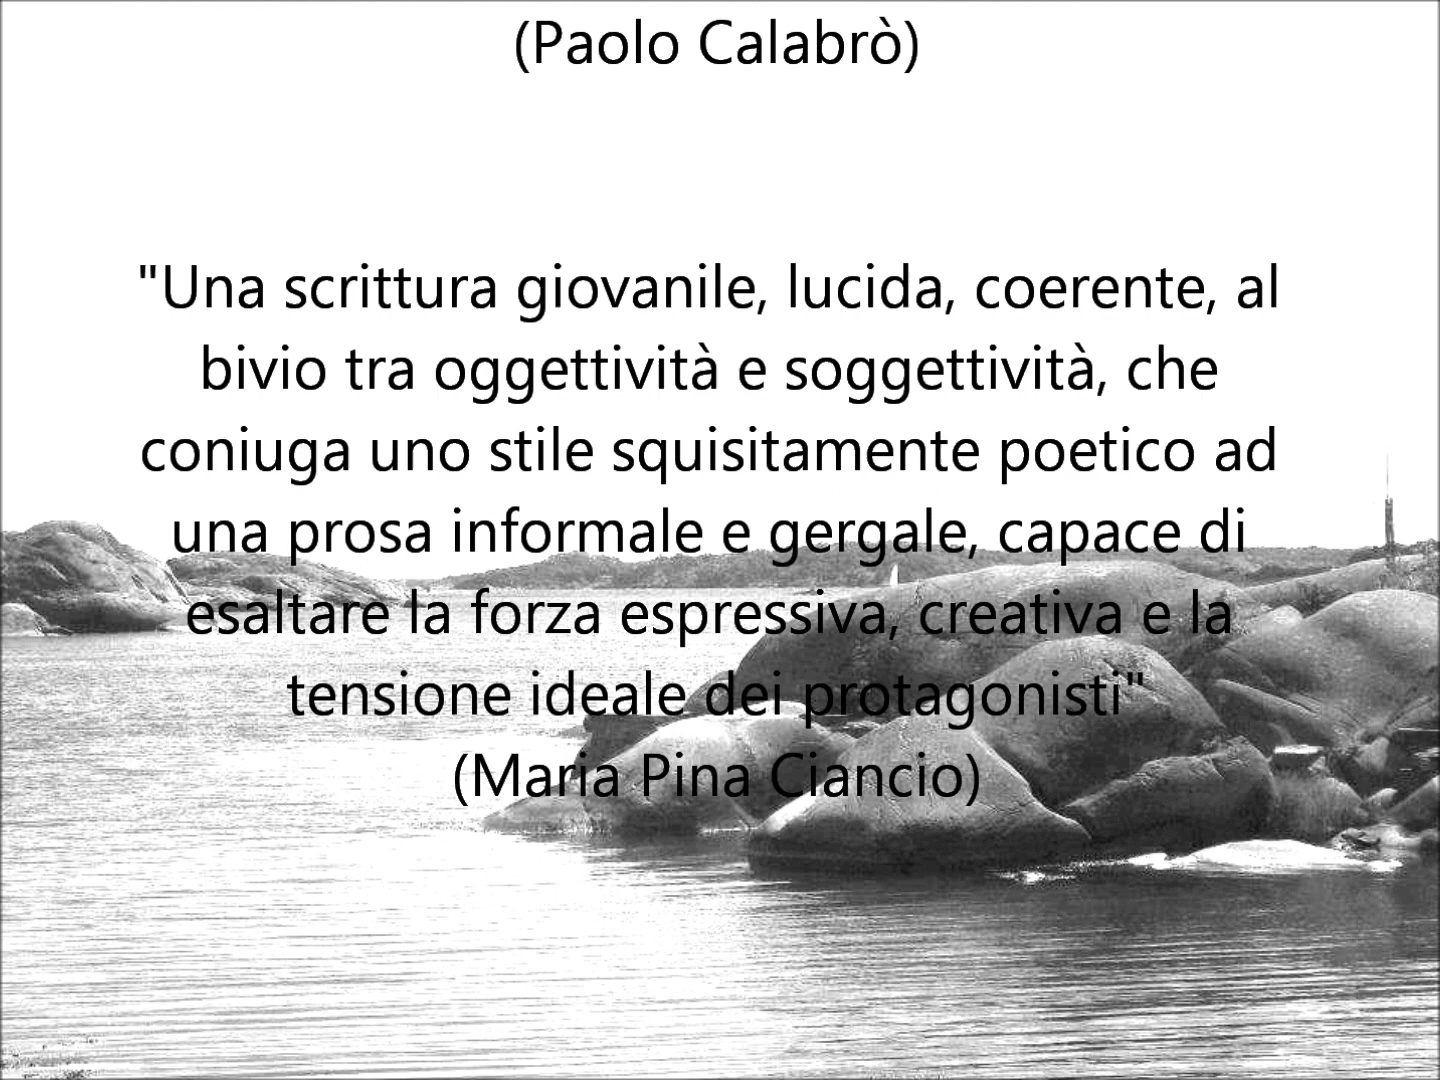 (Paolo Calabrò)
"Una scrittura giovanile, lucida, coerente, al
bivio tra oggettività e soggettività, che
coniuga uno stile squisitamente poetico ad
una prosa informale e gergale, capace di
esaltare la forza espressiva, creativa e la
tensione ideale dei protagonisti"
(Maria Pina Ciancio)